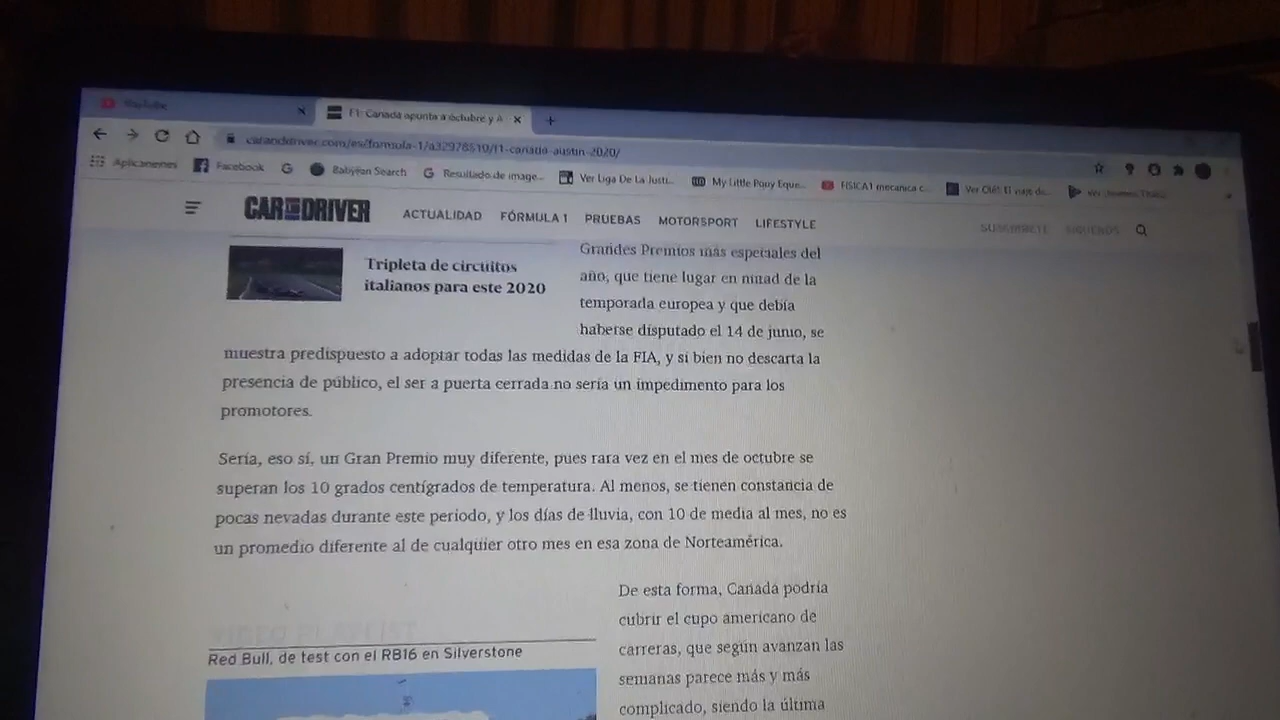 YouTube
F1: Canadá apunta a octubre y A
caranddriver.com/es/formula-1/a32978510/f1-canada-austin-2020/
Aplicaciones
Facebook
Babylon Search
Resultado de image...
Ver Liga De La Justi...
My Little Pony Eque...
FISICA1 mecanica c...
CAR AND DRIVER
ACTUALIDAD
FÓRMULA 1
PRUEBAS
MOTORSPORT
LIFESTYLE
SUSCRÍBETE
SÍGUENOS
Tripleta de circuitos
italianos para este 2020
Grandes Premios más especiales del
año, que tiene lugar en mitad de la
temporada europea y que debía
haberse disputado el 14 de junio, se
muestra predispuesto a adoptar todas las medidas de la FIA, y si bien no descarta la
presencia de público, el ser a puerta cerrada no sería un impedimento para los
promotores.
Sería, eso sí, un Gran Premio muy diferente, pues rara vez en el mes de octubre se
superan los 10 grados centígrados de temperatura. Al menos, se tienen constancia de
pocas nevadas durante este periodo, y los días de lluvia, con 10 de media al mes, no es
un promedio diferente al de cualquier otro mes en esa zona de Norteamérica.
VIDEO PLAYLIST
Red Bull, de test con el RB16 en Silverstone
De esta forma, Canadá podría
cubrir el cupo americano de
carreras, que según avanzan las
semanas parece más y más
complicado, siendo la última